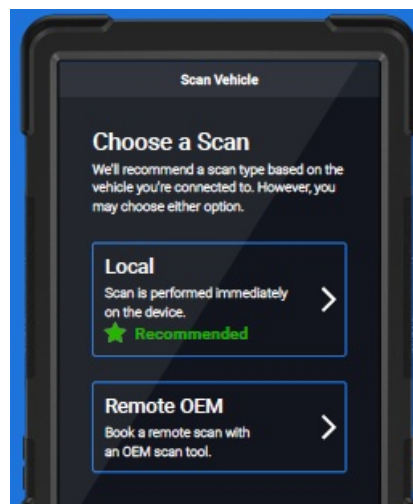 Scan Vehicle
Choose a Scan
We'll recommend a scan type based on the
vehicle you're connected to. However, you
may choose either option.
Local
Scan is performed immediately
on the device.
Recommended
Remote OEM
Book a remote scan with
an OEM scan tool.